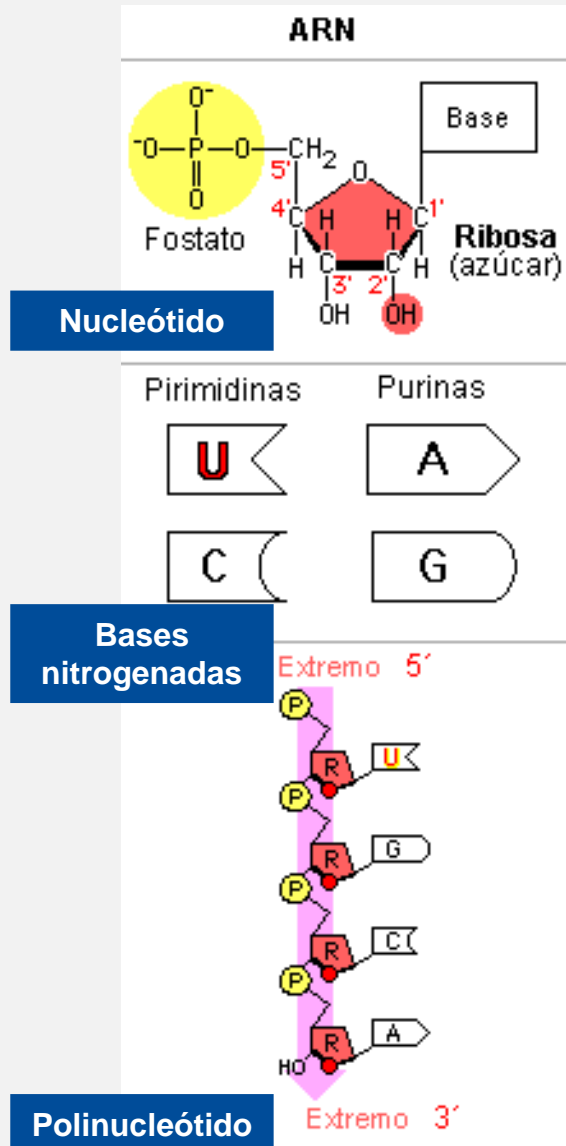 ARN
O-
-O—P—O—CH2
O
Base
5'
O
4'
C
H
H
C
1'
Fostato
H
C
C
H
Ribosa
(azúcar)
3'
2'
OH
OH
Nucleótido
Pirimidinas
Purinas
U
A
C
G
Bases
nitrogenadas
Extremo 5´
P
R
U
P
R
G
P
R
C
P
R
A
HO
Polinucleótido
Extremo 3´